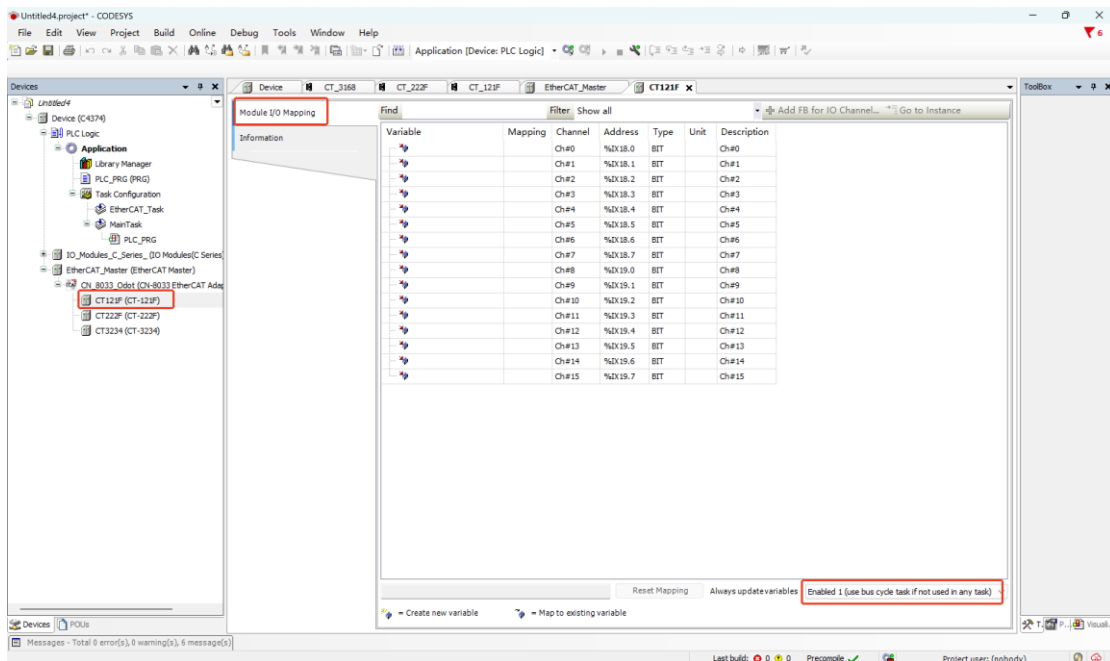 Untitled4.project* - CODESYS
File Edit View Project Build Online Debug Tools Window Help
Application [Device: PLC Logic]
6
Devices
Device CT_3168 CT_222F CT_121F EtherCAT_Master CT121F
ToolBox
Untitled4
Device (C4374)
PLC Logic
Application
Library Manager
PLC_PRG (PRG)
Task Configuration
EtherCAT_Task
MainTask
PLC_PRG
IO_Modules_C_Series_ (IO Modules(C Series)
EtherCAT_Master (EtherCAT Master)
CN_8033_Odot (CN-8033 EtherCAT Adap
CT121F (CT-121F)
CT222F (CT-222F)
CT3234 (CT-3234)
Module I/O Mapping
Information
Find Filter Show all Add FB for IO Channel... Go to Instance
Variable Mapping Channel Address Type Unit Description
Ch#0 %IX18.0 BIT Ch#0
Ch#1 %IX18.1 BIT Ch#1
Ch#2 %IX18.2 BIT Ch#2
Ch#3 %IX18.3 BIT Ch#3
Ch#4 %IX18.4 BIT Ch#4
Ch#5 %IX18.5 BIT Ch#5
Ch#6 %IX18.6 BIT Ch#6
Ch#7 %IX18.7 BIT Ch#7
Ch#8 %IX19.0 BIT Ch#8
Ch#9 %IX19.1 BIT Ch#9
Ch#10 %IX19.2 BIT Ch#10
Ch#11 %IX19.3 BIT Ch#11
Ch#12 %IX19.4 BIT Ch#12
Ch#13 %IX19.5 BIT Ch#13
Ch#14 %IX19.6 BIT Ch#14
Ch#15 %IX19.7 BIT Ch#15
Reset Mapping Always update variables Enabled 1 (use bus cycle task if not used in any task)
= Create new variable = Map to existing variable
Devices POUs
T. P... Visuali.
Messages - Total 0 error(s), 0 warning(s), 6 message(s)
Last build: 0 0 Precompile Project user: (nobody)